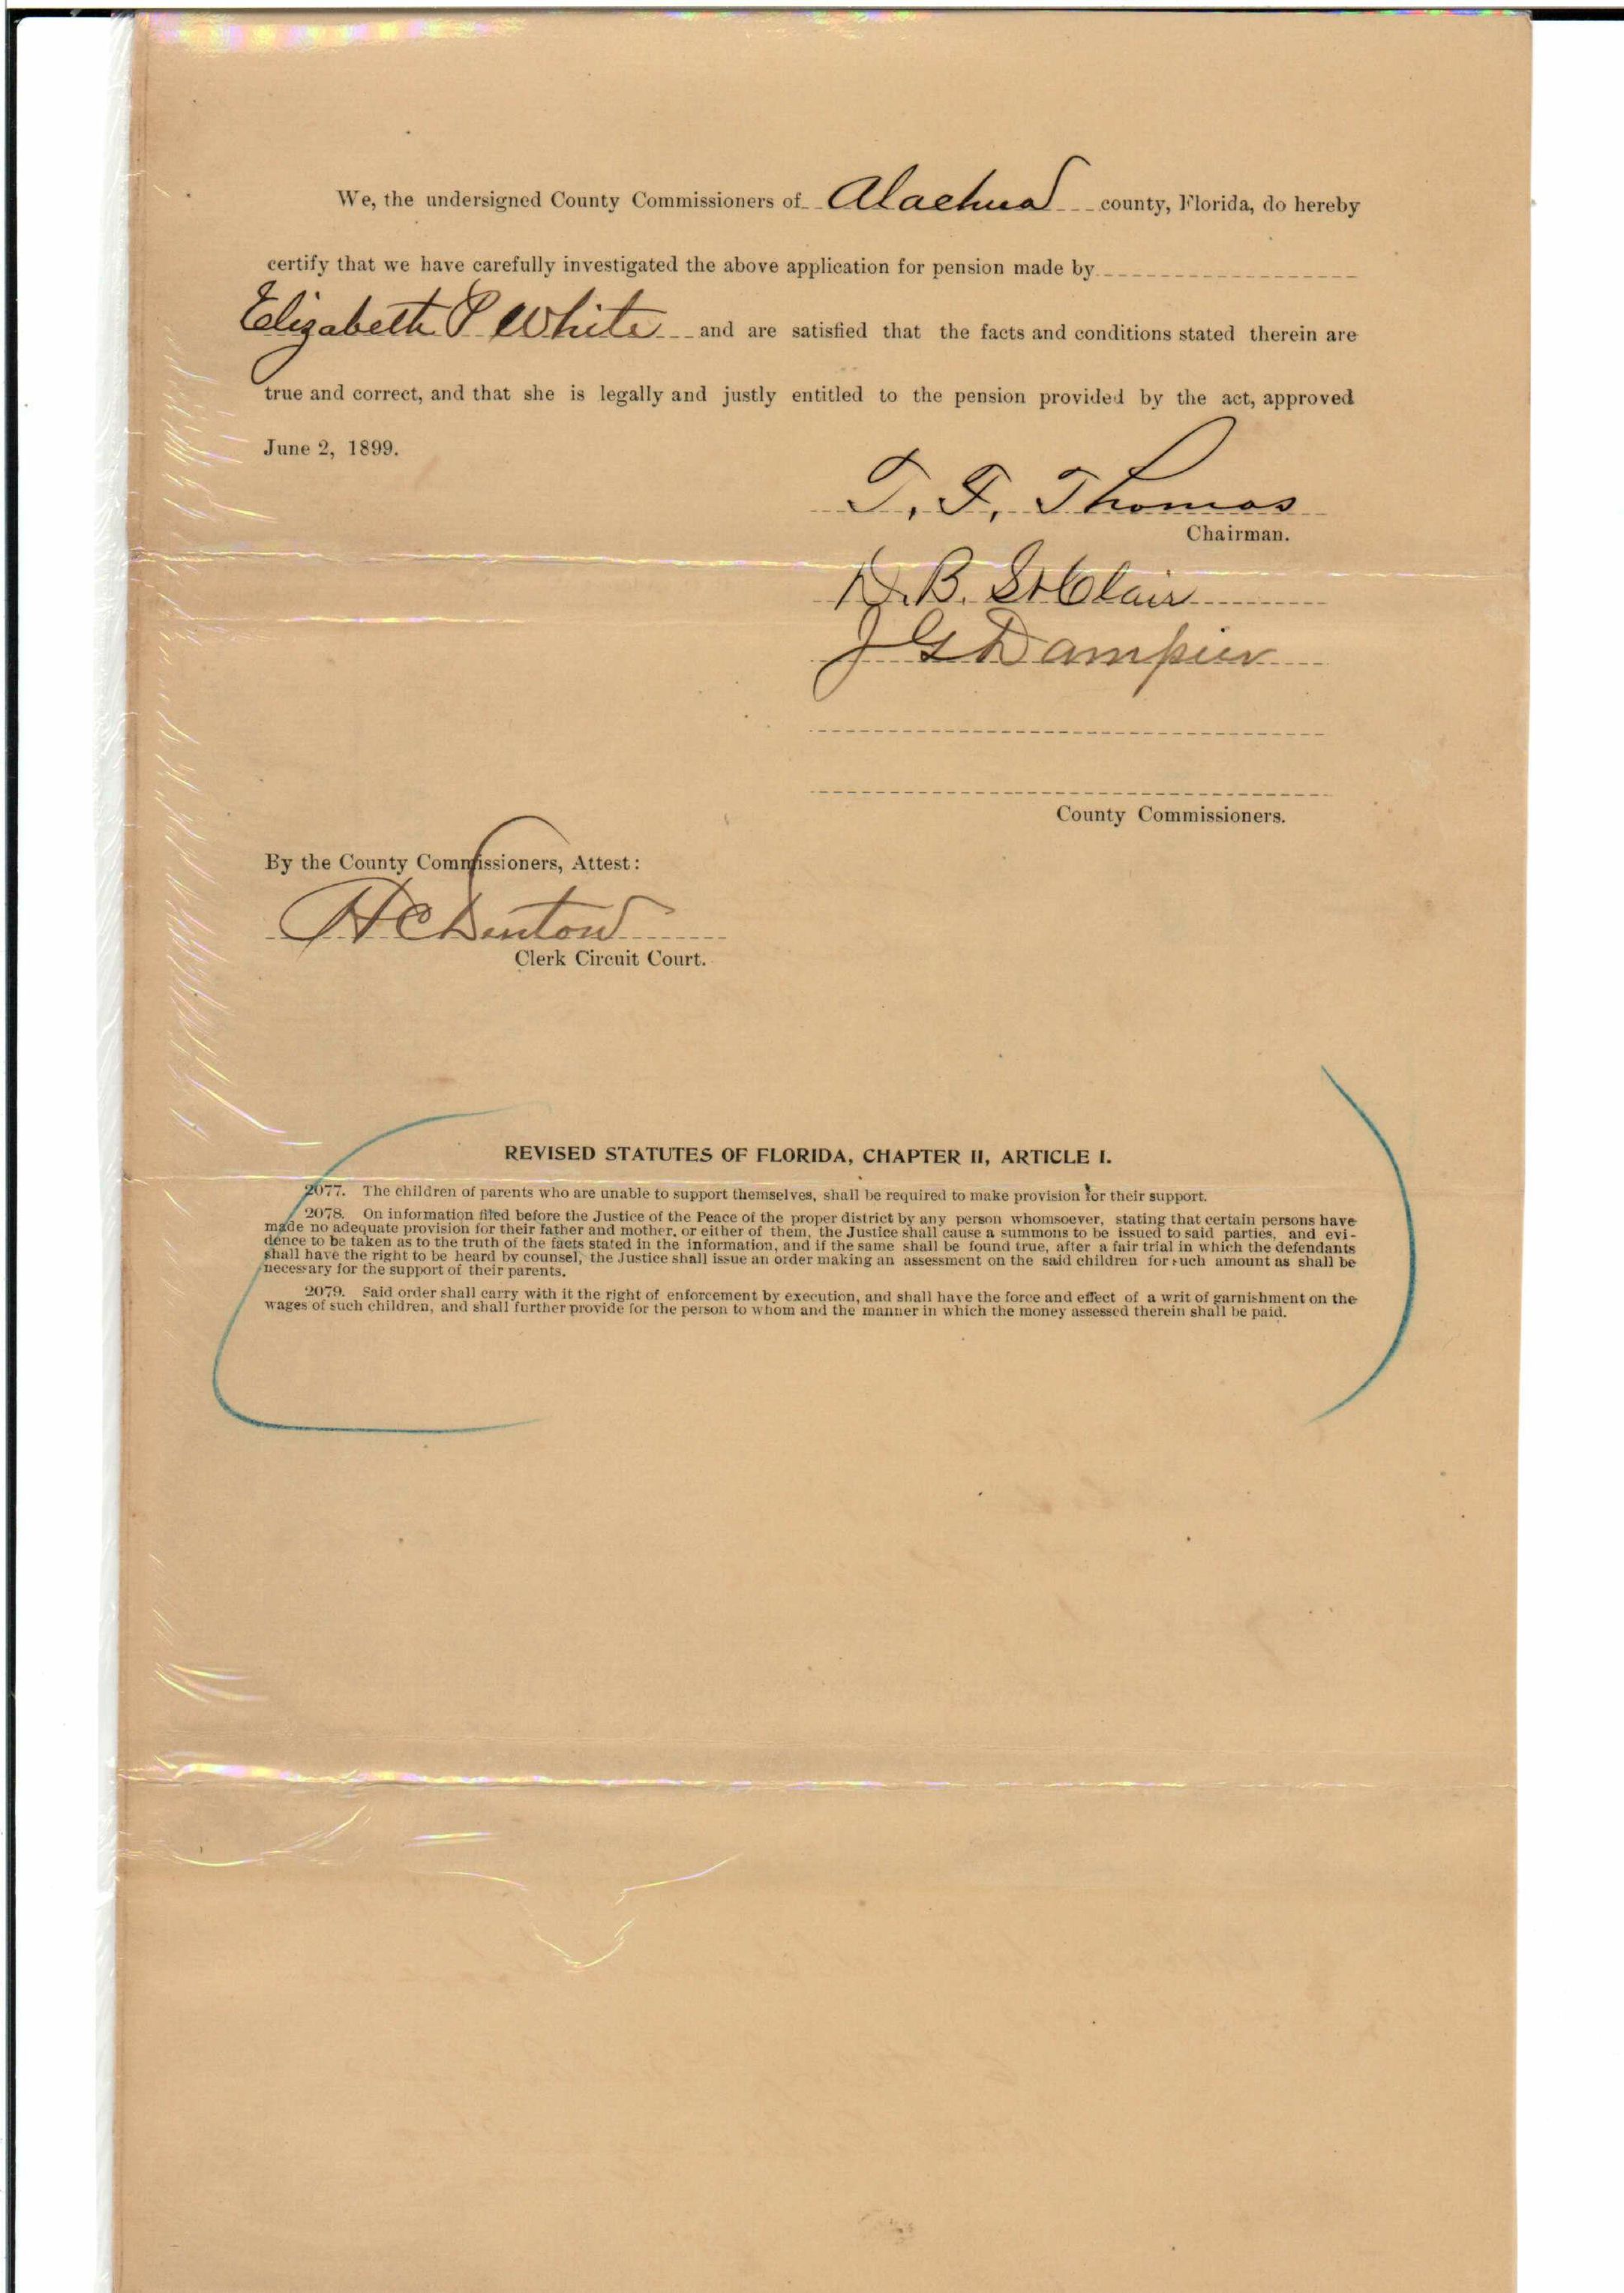 We, the undersigned County Commissioners of Alachua county, Florida, do hereby
certify that we have carefully investigated the above application for pension made by
Elizabeth P White and are satisfied that the facts and conditions stated therein are
true and correct, and that she is legally and justly entitled to the pension provided by the act, approved
June 2, 1899.
T. F. Thomas
Chairman.
D. B. St Clair
J G Dampier
County Commissioners.
By the County Commissioners, Attest:
H C Denton
Clerk Circuit Court.
REVISED STATUTES OF FLORIDA, CHAPTER II, ARTICLE I.
2077. The children of parents who are unable to support themselves, shall be required to make provision for their support.
2078. On information filed before the Justice of the Peace of the proper district by any person whomsoever, stating that certain persons have
made no adequate provision for their father and mother, or either of them, the Justice shall cause a summons to be issued to said parties, and evi-
dence to be taken as to the truth of the facts stated in the information, and if the same shall be found true, after a fair trial in which the defendants
shall have the right to be heard by counsel, the Justice shall issue an order making an assessment on the said children for such amount as shall be
necessary for the support of their parents.
2079. Said order shall carry with it the right of enforcement by execution, and shall have the force and effect of a writ of garnishment on the
wages of such children, and shall further provide for the person to whom and the manner in which the money assessed therein shall be paid.